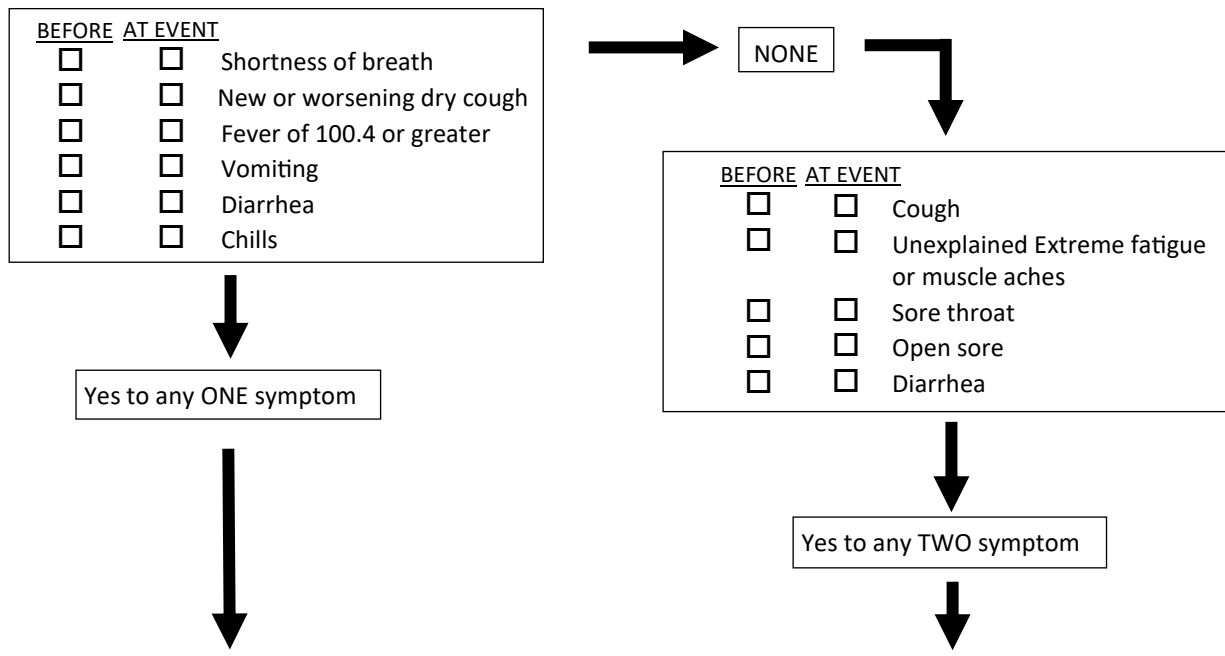 BEFORE AT EVENT
☐ ☐ Shortness of breath
☐ ☐ New or worsening dry cough
☐ ☐ Fever of 100.4 or greater
☐ ☐ Vomiting
☐ ☐ Diarrhea
☐ ☐ Chills
NONE
Yes to any ONE symptom
BEFORE AT EVENT
☐ ☐ Cough
☐ ☐ Unexplained Extreme fatigue
or muscle aches
☐ ☐ Sore throat
☐ ☐ Open sore
☐ ☐ Diarrhea
Yes to any TWO symptom